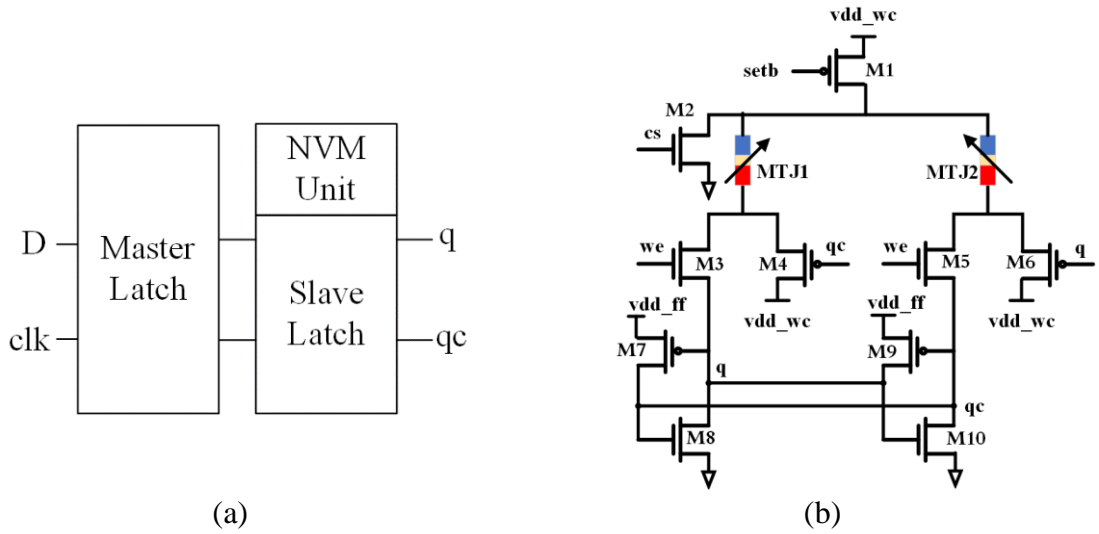 NVM
Unit
D
Master
Latch
clk
Slave
Latch
q
qc
(a)
vdd_wc
setb
M1
M2
cs
MTJ1
MTJ2
we
M3
M4
qc
we
M5
M6
q
vdd_ff
vdd_wc
vdd_ff
vdd_wc
M7
M9
q
qc
M8
M10
(b)